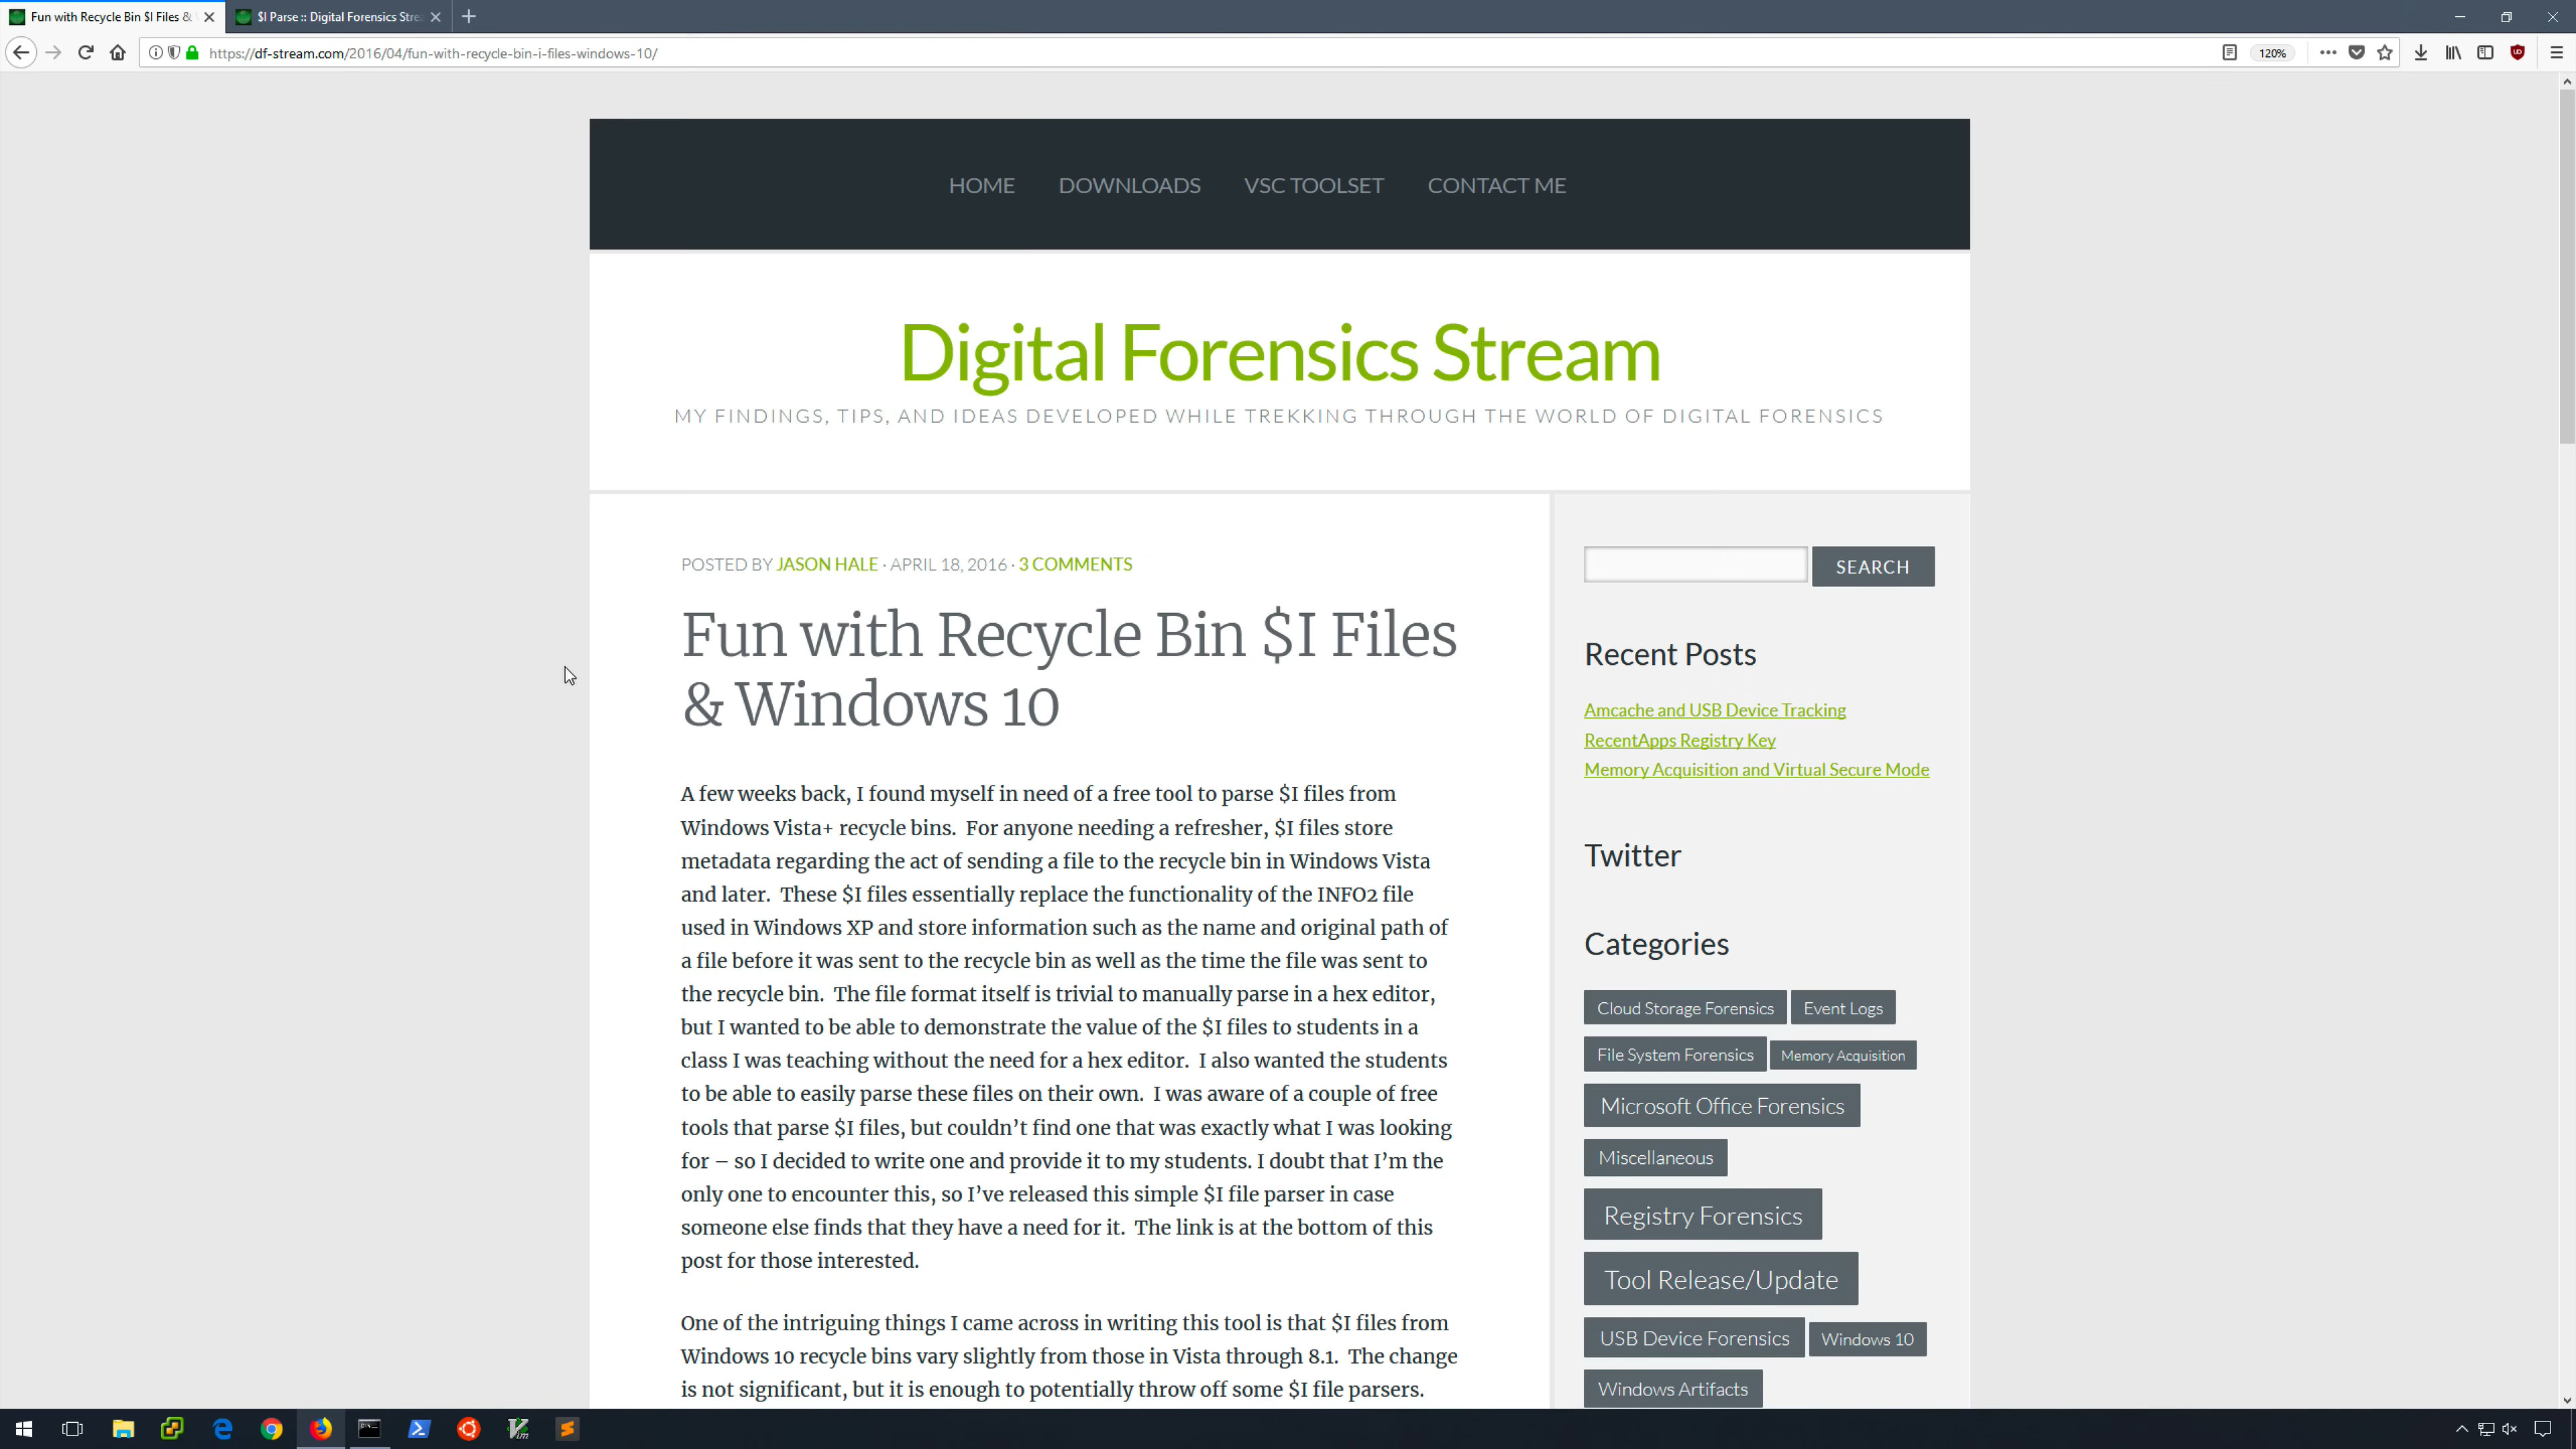 Fun with Recycle Bin $I Files &
$I Parse :: Digital Forensics Stre
https://df-stream.com/2016/04/fun-with-recycle-bin-i-files-windows-10/
120%
HOME DOWNLOADS VSC TOOLSET CONTACT ME
Digital Forensics Stream
MY FINDINGS, TIPS, AND IDEAS DEVELOPED WHILE TREKKING THROUGH THE WORLD OF DIGITAL FORENSICS
POSTED BY JASON HALE · APRIL 18, 2016 · 3 COMMENTS
Fun with Recycle Bin $I Files
& Windows 10
A few weeks back, I found myself in need of a free tool to parse $I files from
Windows Vista+ recycle bins. For anyone needing a refresher, $I files store
metadata regarding the act of sending a file to the recycle bin in Windows Vista
and later. These $I files essentially replace the functionality of the INFO2 file
used in Windows XP and store information such as the name and original path of
a file before it was sent to the recycle bin as well as the time the file was sent to
the recycle bin. The file format itself is trivial to manually parse in a hex editor,
but I wanted to be able to demonstrate the value of the $I files to students in a
class I was teaching without the need for a hex editor. I also wanted the students
to be able to easily parse these files on their own. I was aware of a couple of free
tools that parse $I files, but couldn't find one that was exactly what I was looking
for – so I decided to write one and provide it to my students. I doubt that I'm the
only one to encounter this, so I've released this simple $I file parser in case
someone else finds that they have a need for it. The link is at the bottom of this
post for those interested.
One of the intriguing things I came across in writing this tool is that $I files from
Windows 10 recycle bins vary slightly from those in Vista through 8.1. The change
is not significant, but it is enough to potentially throw off some $I file parsers.
SEARCH
Recent Posts
Amcache and USB Device Tracking
RecentApps Registry Key
Memory Acquisition and Virtual Secure Mode
Twitter
Categories
Cloud Storage Forensics Event Logs
File System Forensics Memory Acquisition
Microsoft Office Forensics
Miscellaneous
Registry Forensics
Tool Release/Update
USB Device Forensics Windows 10
Windows Artifacts